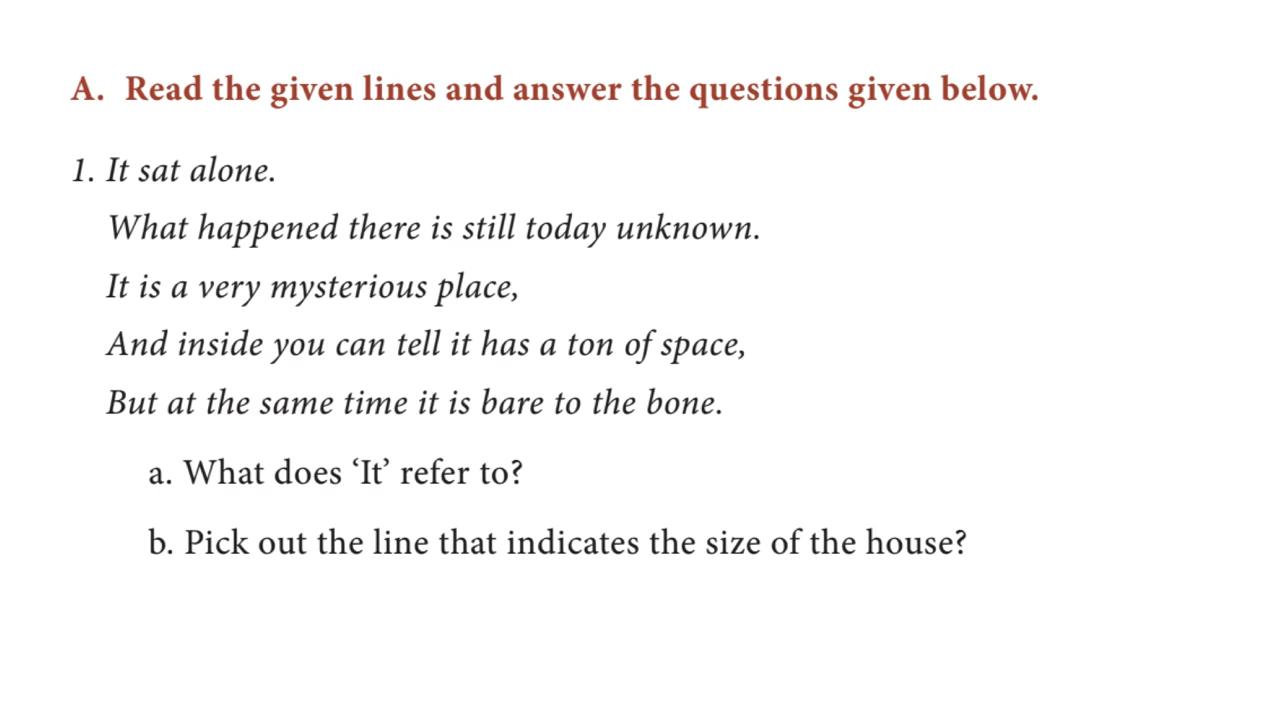 A. Read the given lines and answer the questions given below.
1. It sat alone.
What happened there is still today unknown.
It is a very mysterious place,
And inside you can tell it has a ton of space,
But at the same time it is bare to the bone.
a. What does ‘It’ refer to?
b. Pick out the line that indicates the size of the house?